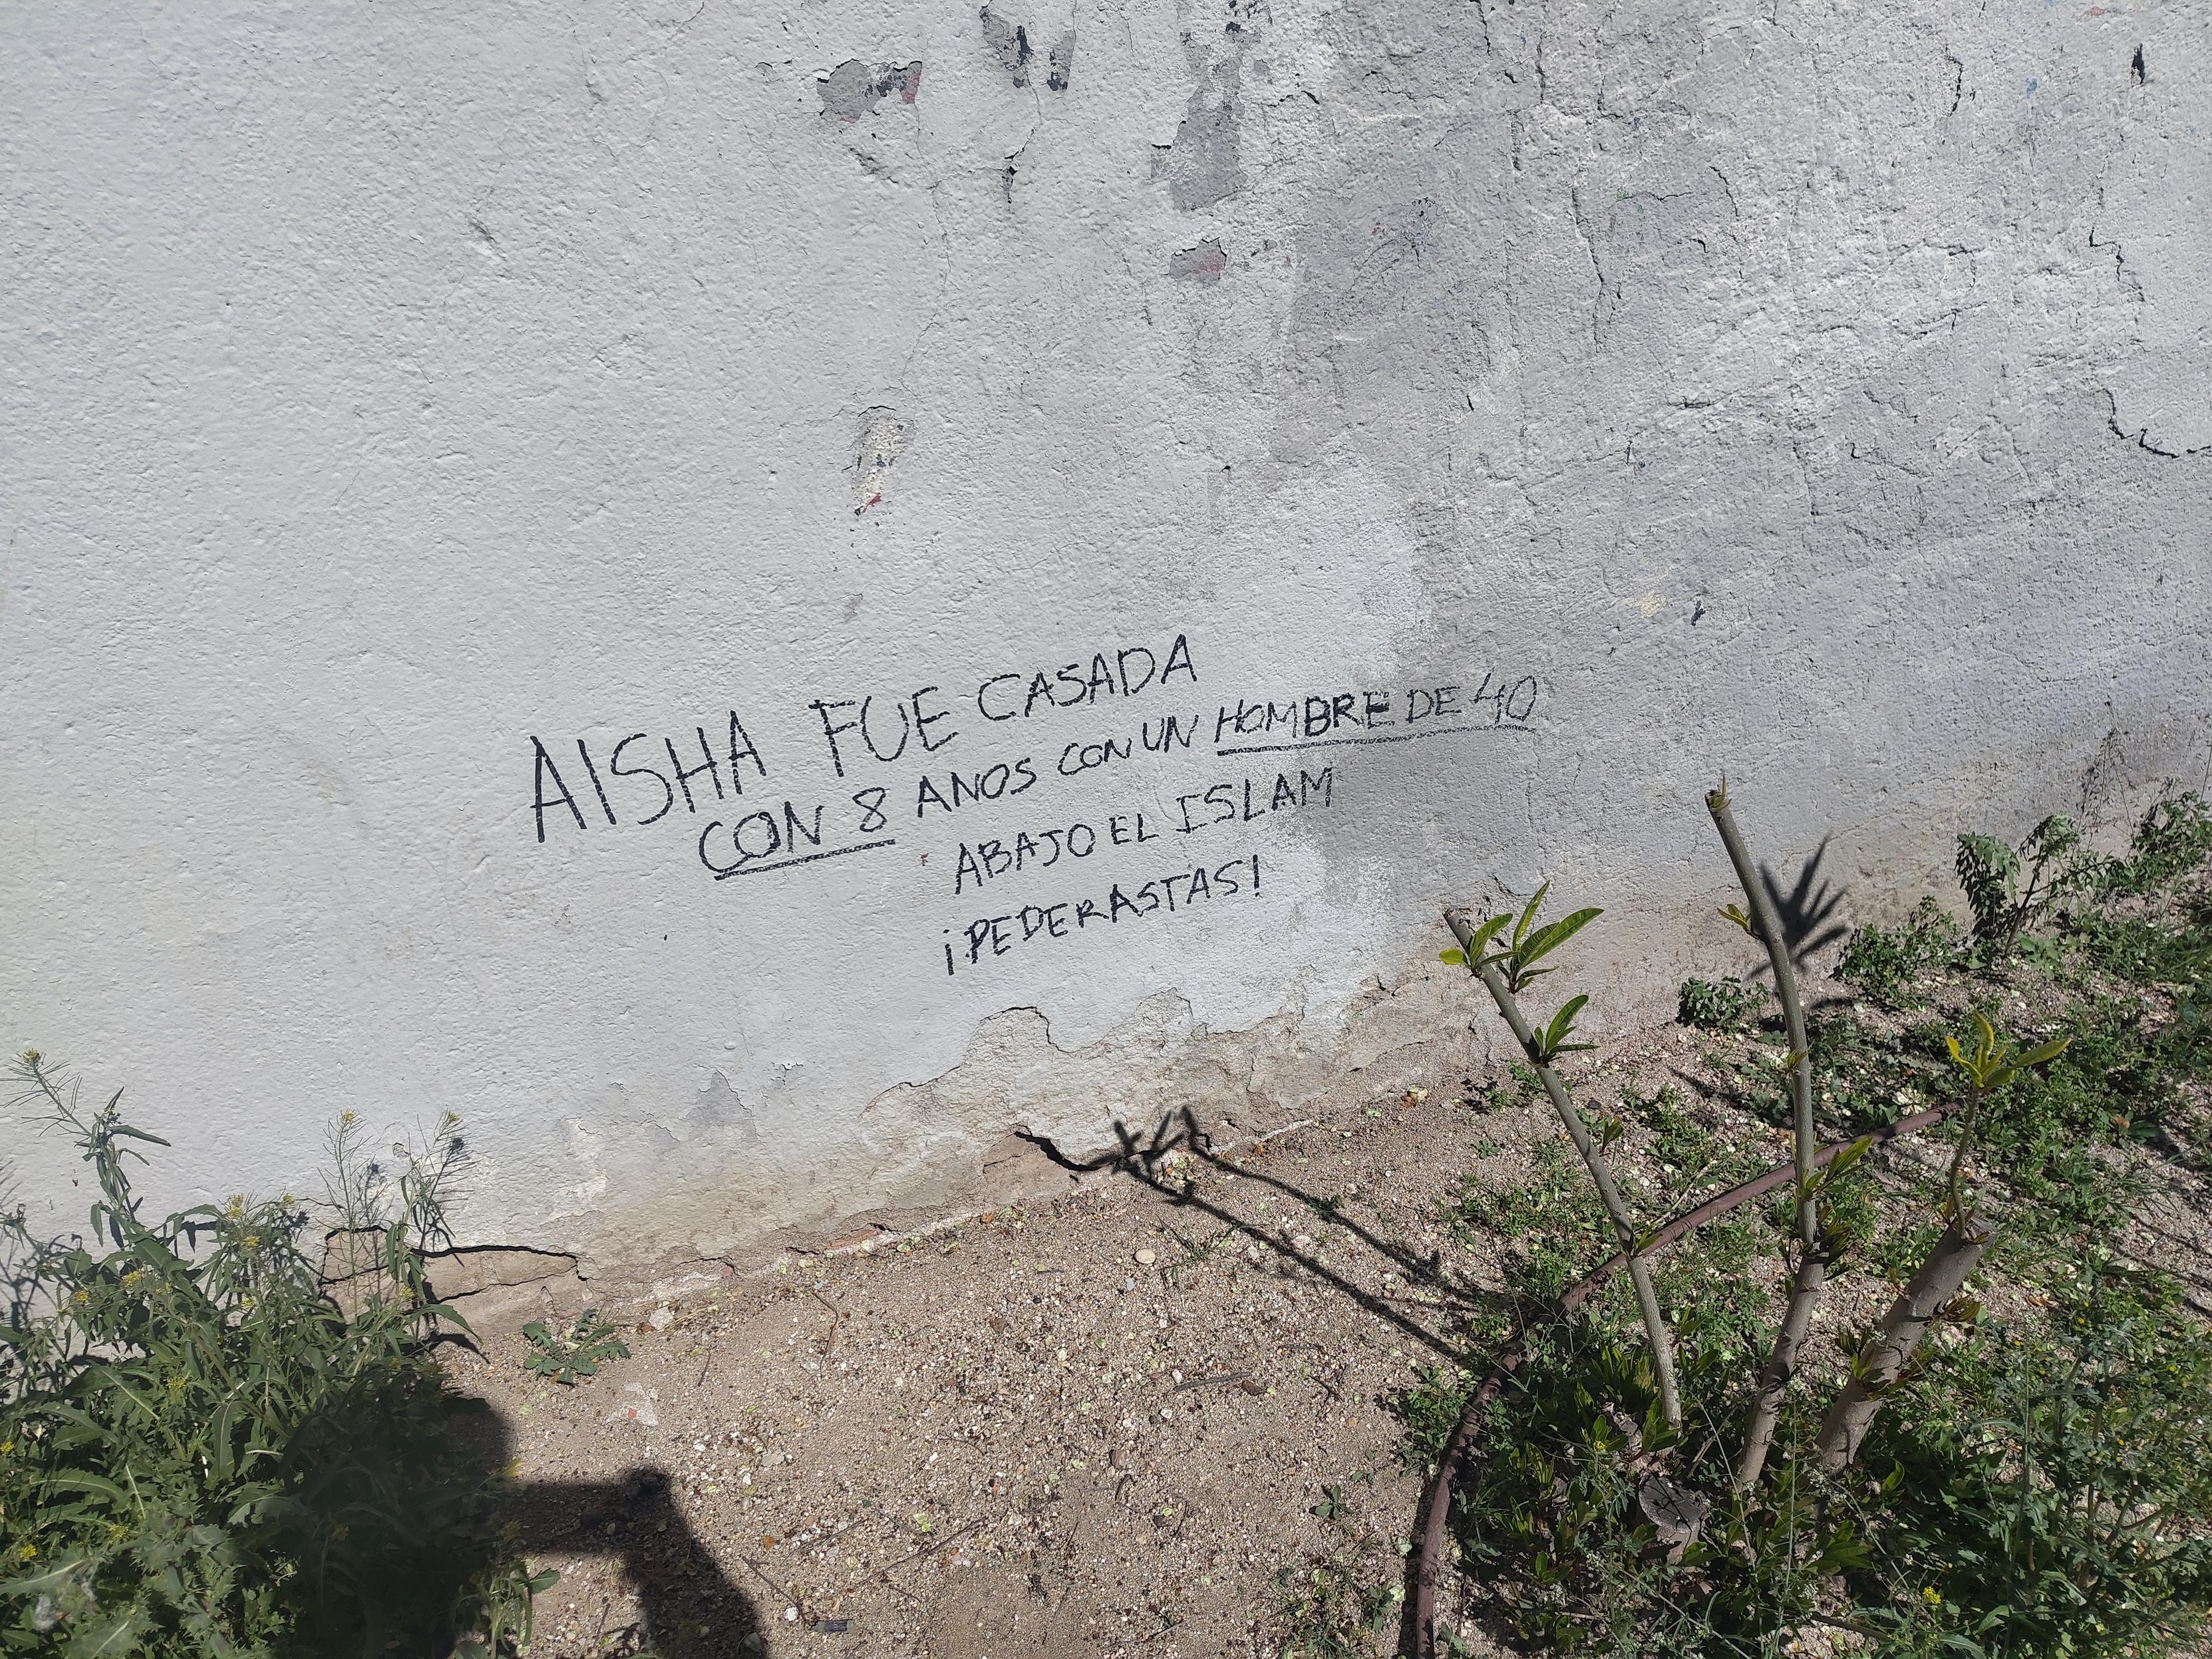 AISHA FUE CASADA
CON 8 ANOS CON UN HOMBRE DE 40
ABAJO EL ISLAM
¡PEDERASTAS!